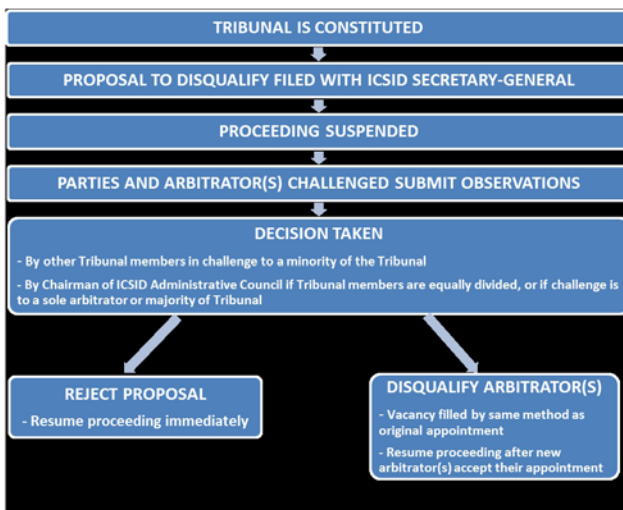 TRIBUNAL IS CONSTITUTED
PROPOSAL TO DISQUALIFY FILED WITH ICSID SECRETARY-GENERAL
PROCEEDING SUSPENDED
PARTIES AND ARBITRATOR(S) CHALLENGED SUBMIT OBSERVATIONS
DECISION TAKEN
- By other Tribunal members in challenge to a minority of the Tribunal
- By Chairman of ICSID Administrative Council if Tribunal members are equally divided, or if challenge is
to a sole arbitrator or majority of Tribunal
REJECT PROPOSAL
- Resume proceeding immediately
DISQUALIFY ARBITRATOR(S)
- Vacancy filled by same method as
original appointment
- Resume proceeding after new
arbitrator(s) accept their appointment